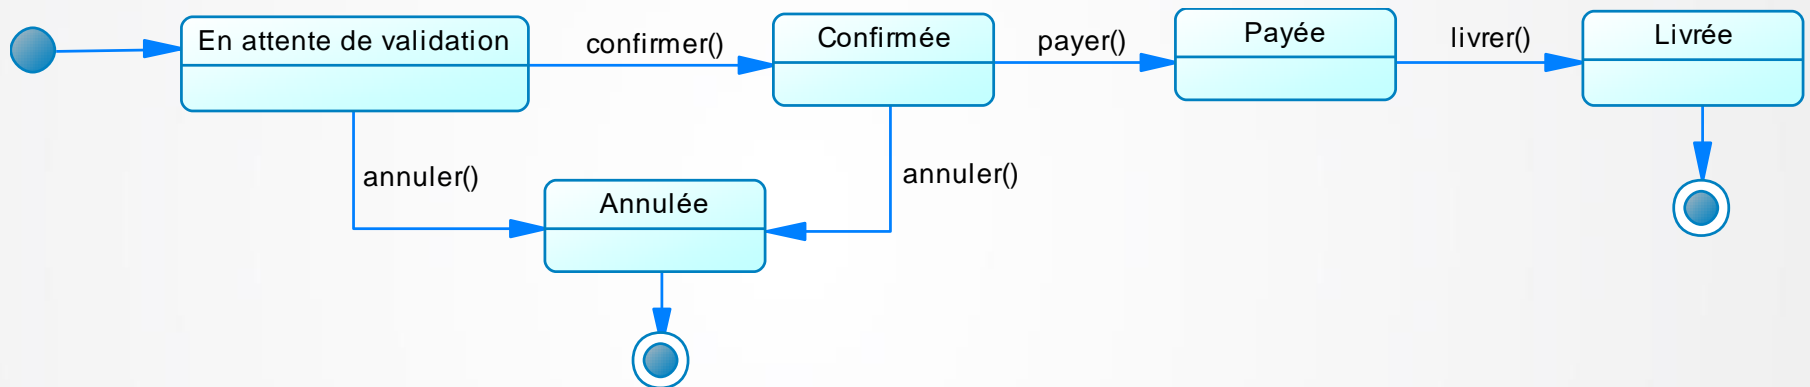 En attente de validation
confirmer()
Confirmée
payer()
Payée
livrer()
Livrée
annuler()
Annulée
annuler()